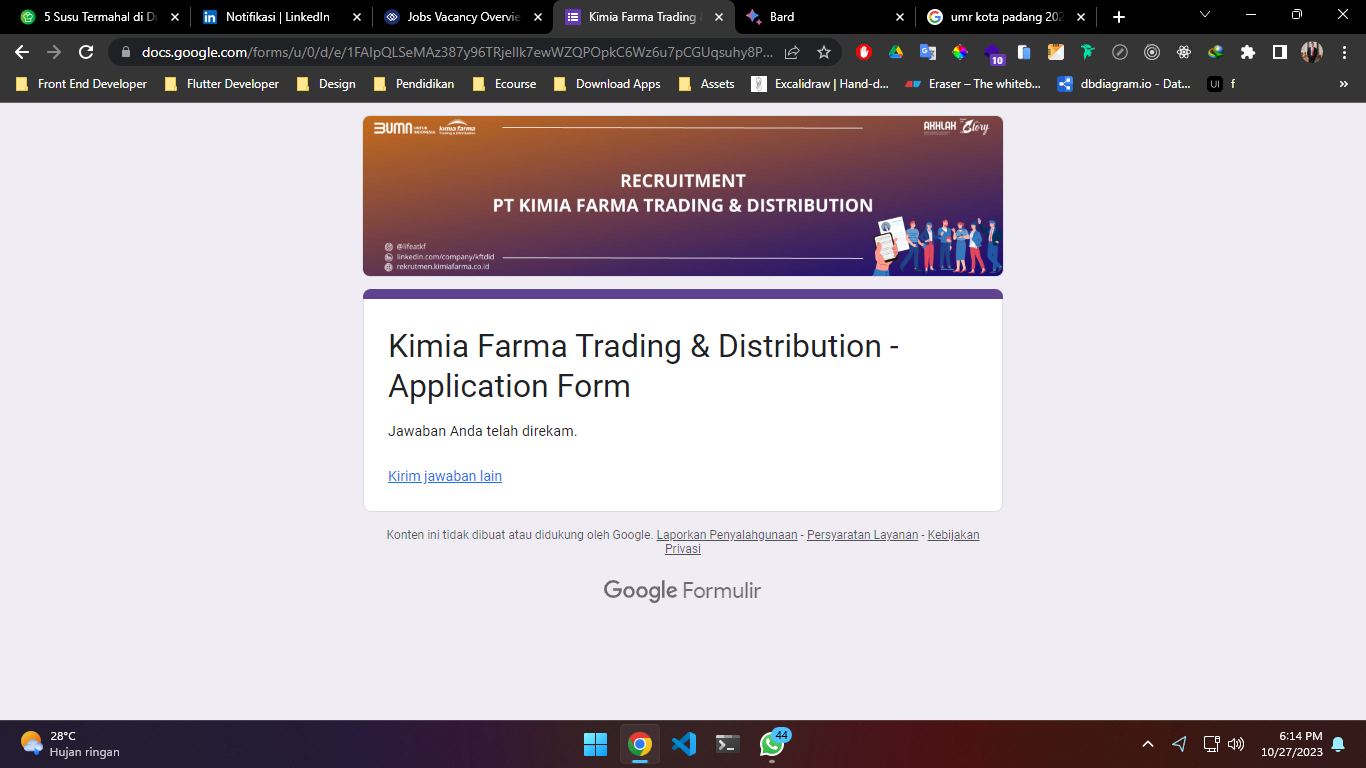 5 Susu Termahal di D
Notifikasi | LinkedIn
Jobs Vacancy Overvie
Kimia Farma Trading
Bard
umr kota padang 202
docs.google.com/forms/u/0/d/e/1FAIpQLSeMAz387y96TRjeIIk7ewWZQPOpkC6Wz6u7pCGUqsuhy8P...
10
Front End Developer
Flutter Developer
Design
Pendidikan
Ecourse
Download Apps
Assets
Excalidraw | Hand-d...
Eraser – The whiteb...
dbdiagram.io - Dat...
UI
f
»
BUMN UNTUK INDONESIA
kimia farma
Trading & Distribution
AKHLAK
Glory
RECRUITMENT
PT KIMIA FARMA TRADING & DISTRIBUTION
@lifeatkf
linkedin.com/company/kftdid
rekrutmen.kimiafarma.co.id
Kimia Farma Trading & Distribution -
Application Form
Jawaban Anda telah direkam.
Kirim jawaban lain
Konten ini tidak dibuat atau didukung oleh Google. Laporkan Penyalahgunaan - Persyaratan Layanan - Kebijakan
Privasi
Google Formulir
28°C
Hujan ringan
44
6:14 PM
10/27/2023